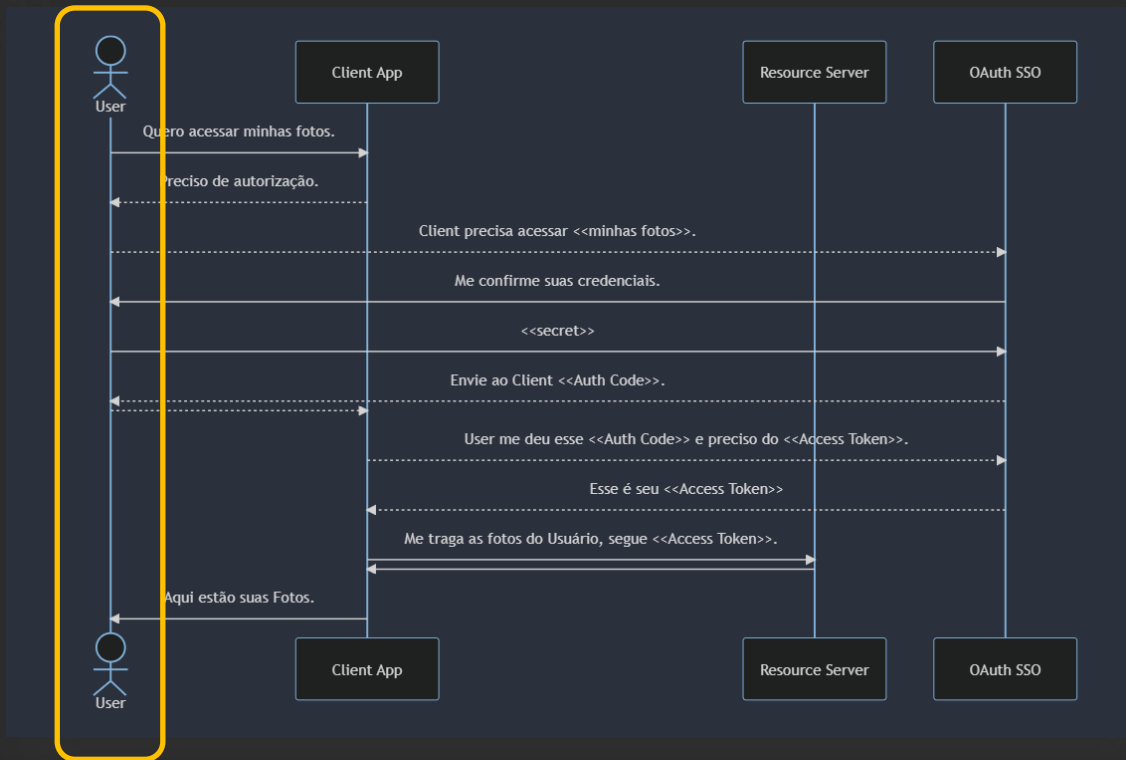 User
Client App
Resource Server
OAuth SSO
Quero acessar minhas fotos.
Preciso de autorização.
Client precisa acessar <<minhas fotos>>.
Me confirme suas credenciais.
<<secret>>
Envie ao Client <<Auth Code>>.
User me deu esse <<Auth Code>> e preciso do <<Access Token>>.
Esse é seu <<Access Token>>
Me traga as fotos do Usuário, segue <<Access Token>>.
Aqui estão suas Fotos.
User
Client App
Resource Server
OAuth SSO